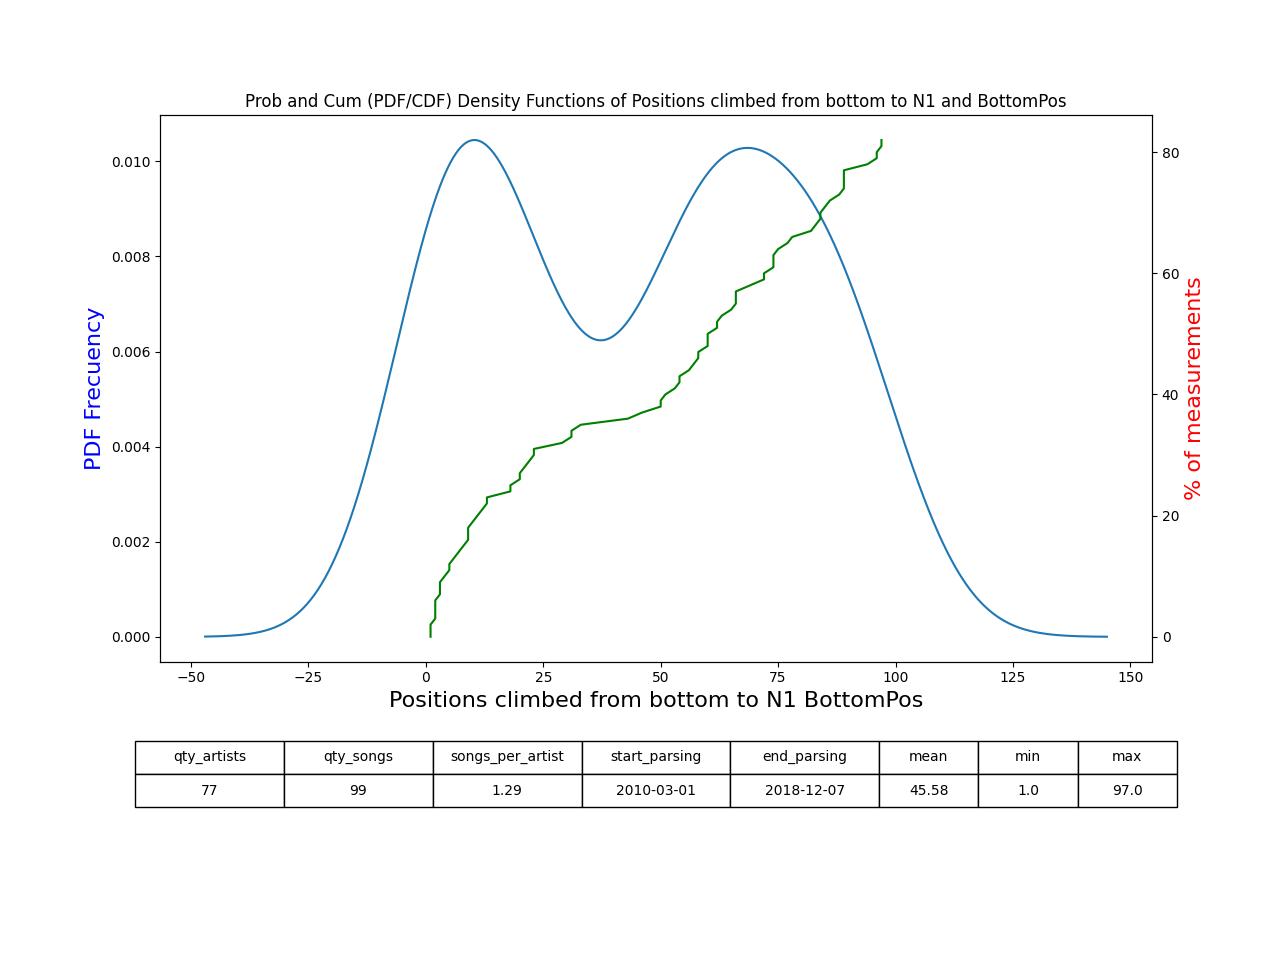 Prob and Cum (PDF/CDF) Density Functions of Positions climbed from bottom to N1 and BottomPos
PDF Frecuency
0.010
0.008
0.006
0.004
0.002
0.000
80
60
40
20
0
% of measurements
−50 −25 0 25 50 75 100 125 150
Positions climbed from bottom to N1 BottomPos
qty_artists qty_songs songs_per_artist start_parsing end_parsing mean min max
77 99 1.29 2010-03-01 2018-12-07 45.58 1.0 97.0